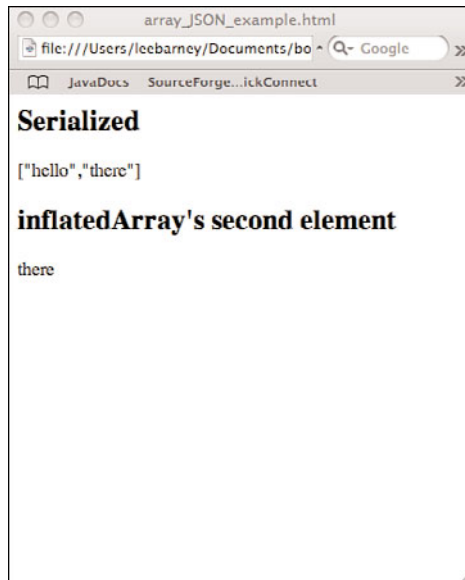 array_JSON_example.html
file:///Users/leebarney/Documents/bo
Google
JavaDocs SourceForge...ickConnect
Serialized
["hello","there"]
inflatedArray's second element
there